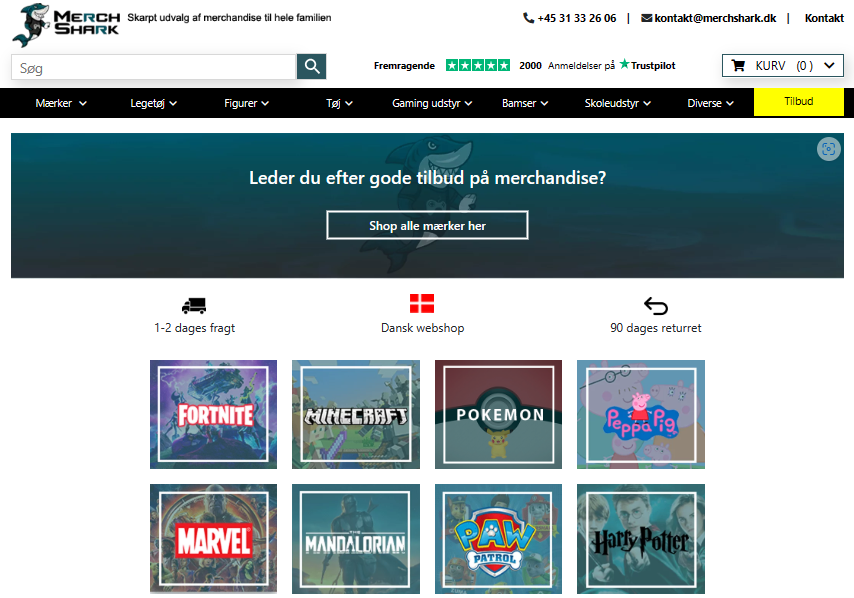 MERCH SHARK
Skarpt udvalg af merchandise til hele familien
+45 31 33 26 06 | kontakt@merchshark.dk | Kontakt
Søg
Fremragende 2000 Anmeldelser på Trustpilot
KURV (0)
Mærker Legetøj Figurer Tøj Gaming udstyr Bamser Skoleudstyr Diverse Tilbud
Leder du efter gode tilbud på merchandise?
Shop alle mærker her
1-2 dages fragt
Dansk webshop
90 dages returret
FORTNITE
MINECRAFT
POKEMON
Peppa Pig
MARVEL
THE MANDALORIAN
PAW PATROL
Harry Potter